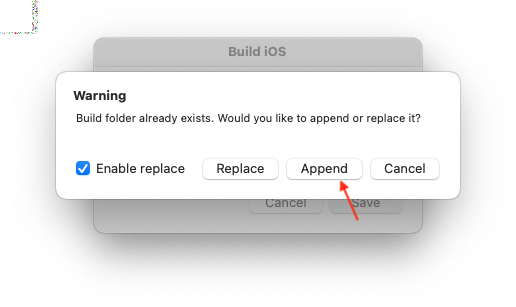 Build iOS
Warning
Build folder already exists. Would you like to append or replace it?
Enable replace Replace Append Cancel
Cancel Save